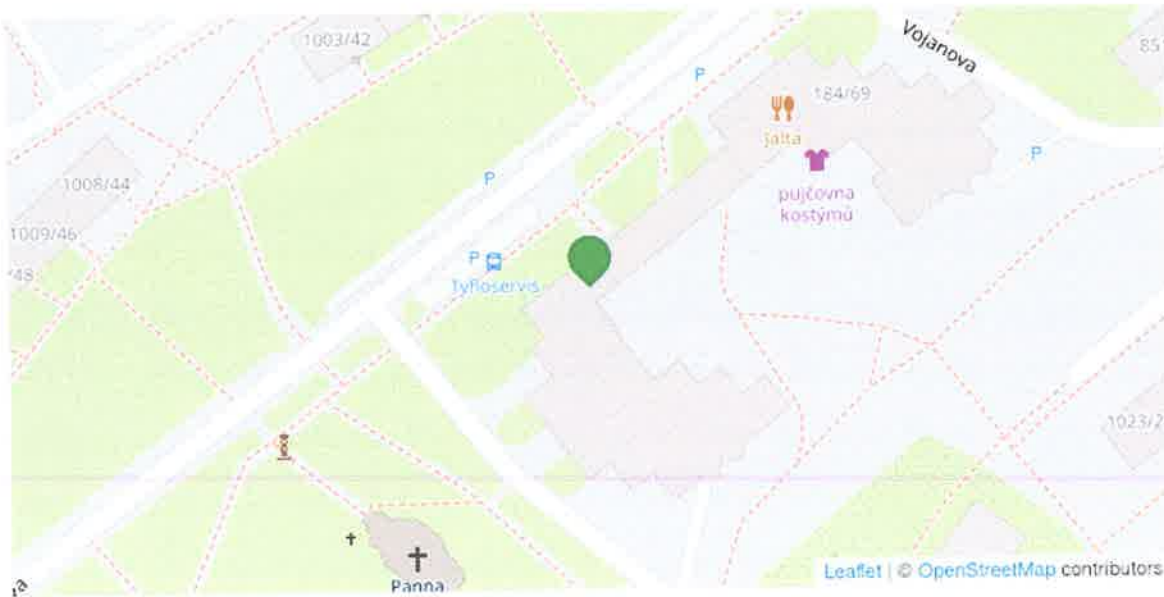 1003/42
Vojanova
85
P
184/69
Jalta
P
P
1008/44
půjčovna
kostýmů
1009/46
/48
P
Tyfloservis
1023/2
Panna
Leaflet | © OpenStreetMap contributors